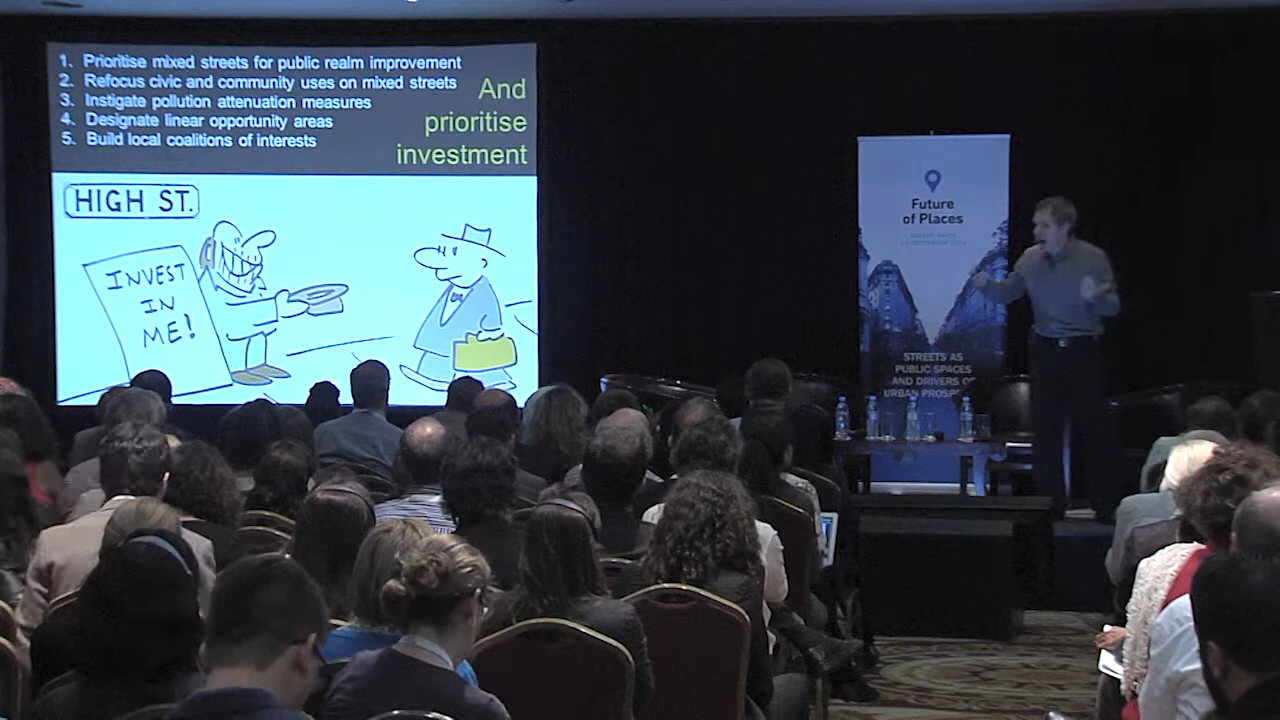 1. Prioritise mixed streets for public realm improvement
2. Refocus civic and community uses on mixed streets
3. Instigate pollution attenuation measures
4. Designate linear opportunity areas
5. Build local coalitions of interests
And
prioritise
investment
HIGH ST.
INVEST
IN
ME!
Future
of Places
STREETS AS
PUBLIC SPACES
AND DRIVERS OF
URBAN